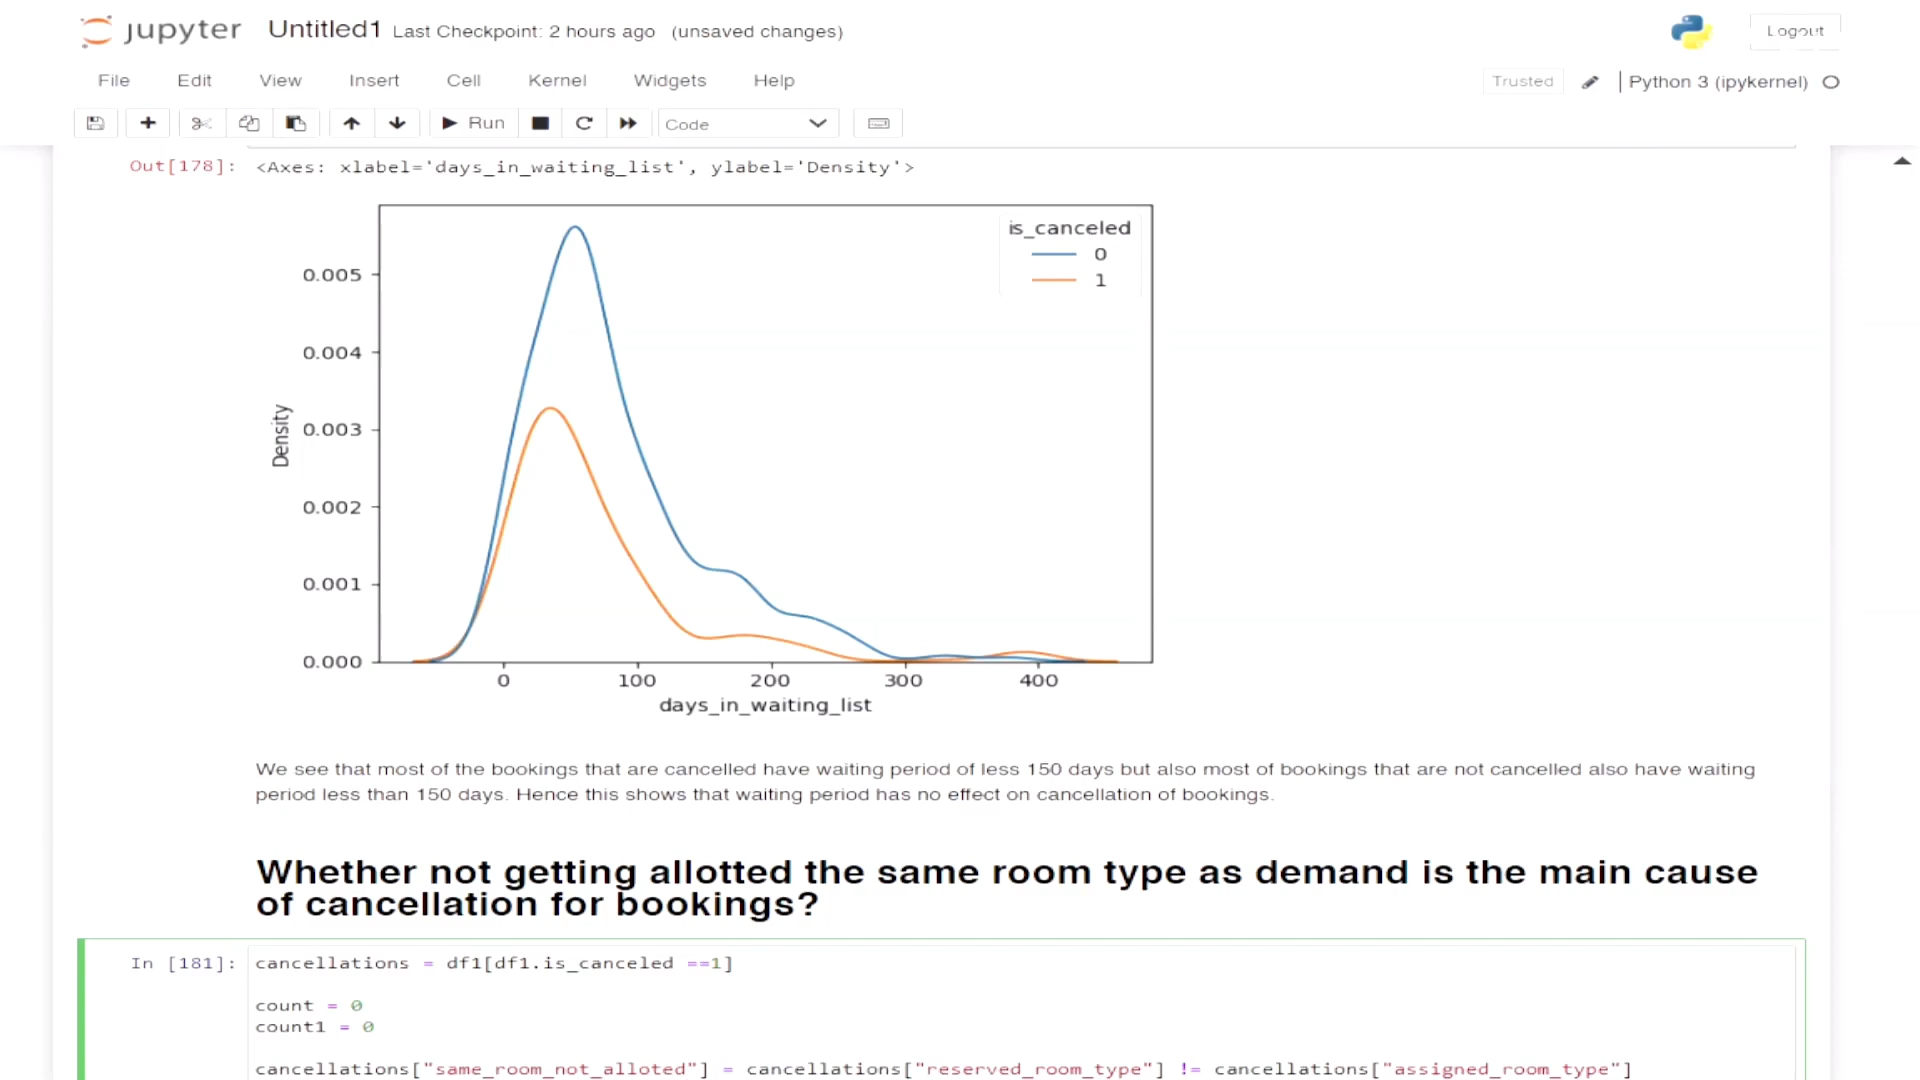 jupyter Untitled1 Last Checkpoint: 2 hours ago (unsaved changes) Logout
File Edit View Insert Cell Kernel Widgets Help Trusted Python 3 (ipykernel)
Run Code
Out[178]: <Axes: xlabel='days_in_waiting_list', ylabel='Density'>
is_canceled
0
1
0.005
0.004
0.003
0.002
0.001
0.000
Density
0 100 200 300 400
days_in_waiting_list
We see that most of the bookings that are cancelled have waiting period of less 150 days but also most of bookings that are not cancelled also have waiting
period less than 150 days. Hence this shows that waiting period has no effect on cancellation of bookings.
Whether not getting allotted the same room type as demand is the main cause
of cancellation for bookings?
In [181]: cancellations = df1[df1.is_canceled ==1]
count = 0
count1 = 0
cancellations["same_room_not_alloted"] = cancellations["reserved_room_type"] != cancellations["assigned_room_type"]